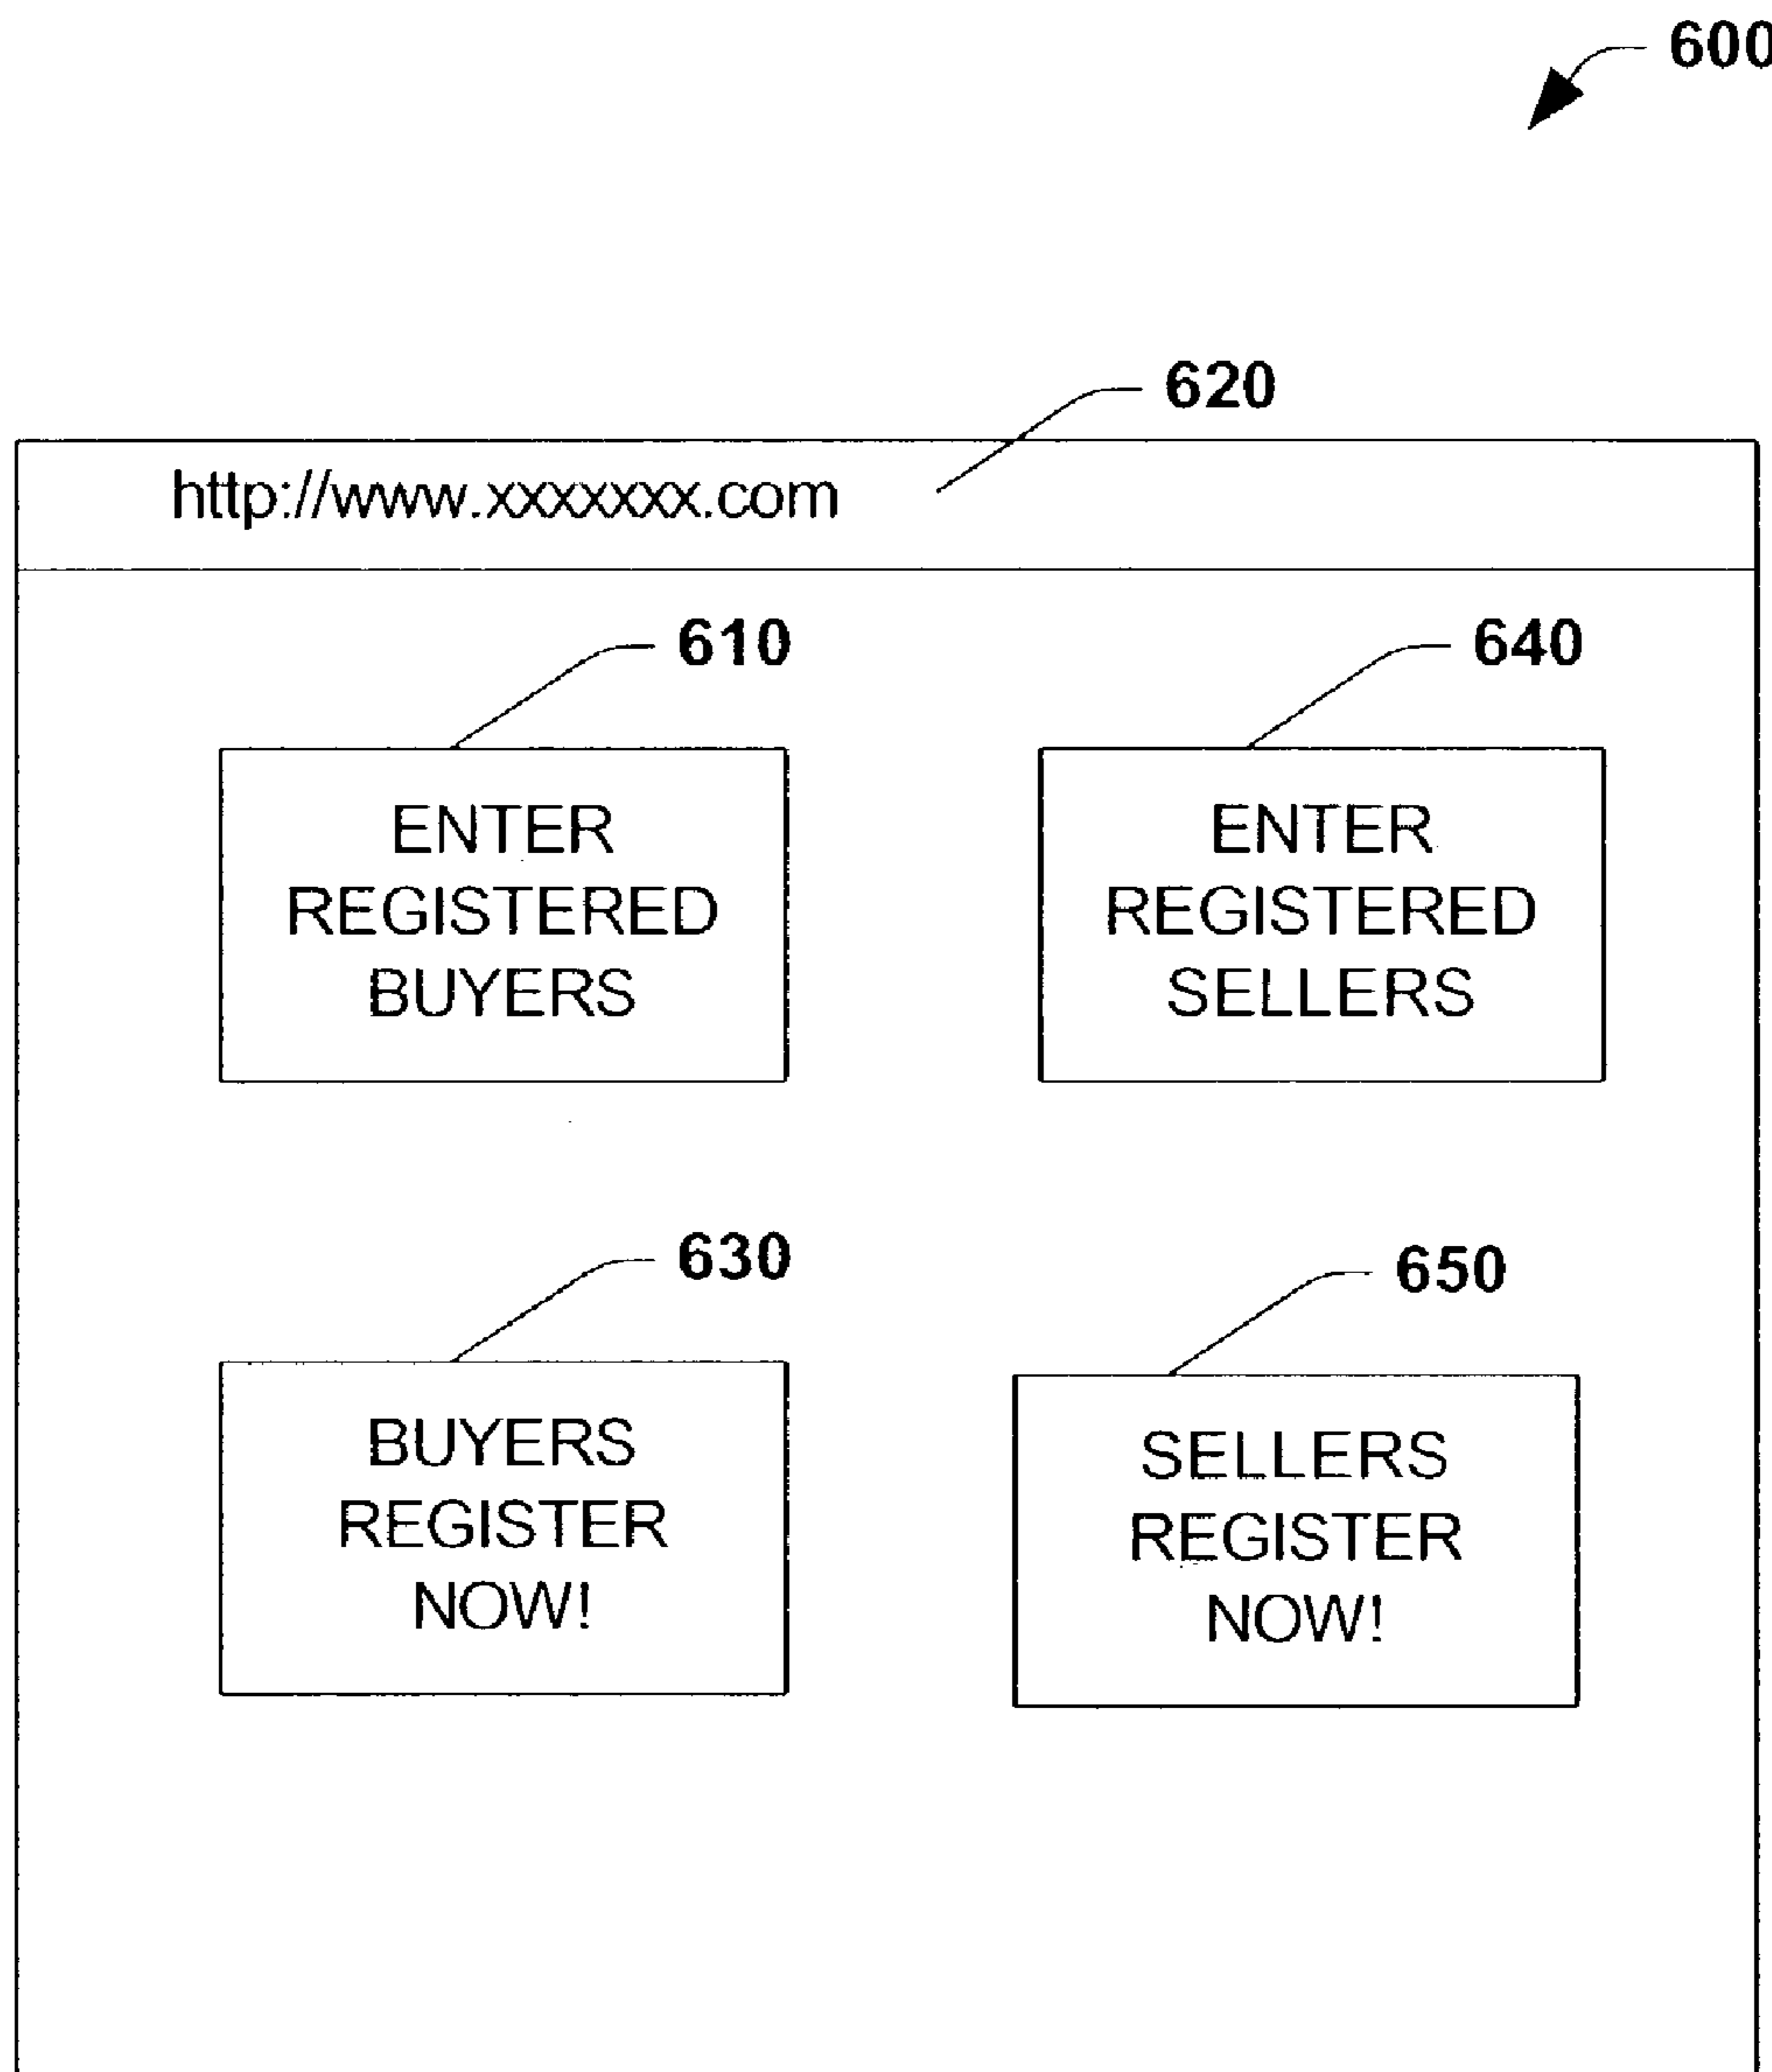 600
620
http://www.xxxxxxx.com
610
640
ENTER
REGISTERED
BUYERS
ENTER
REGISTERED
SELLERS
630
650
BUYERS
REGISTER
NOW!
SELLERS
REGISTER
NOW!